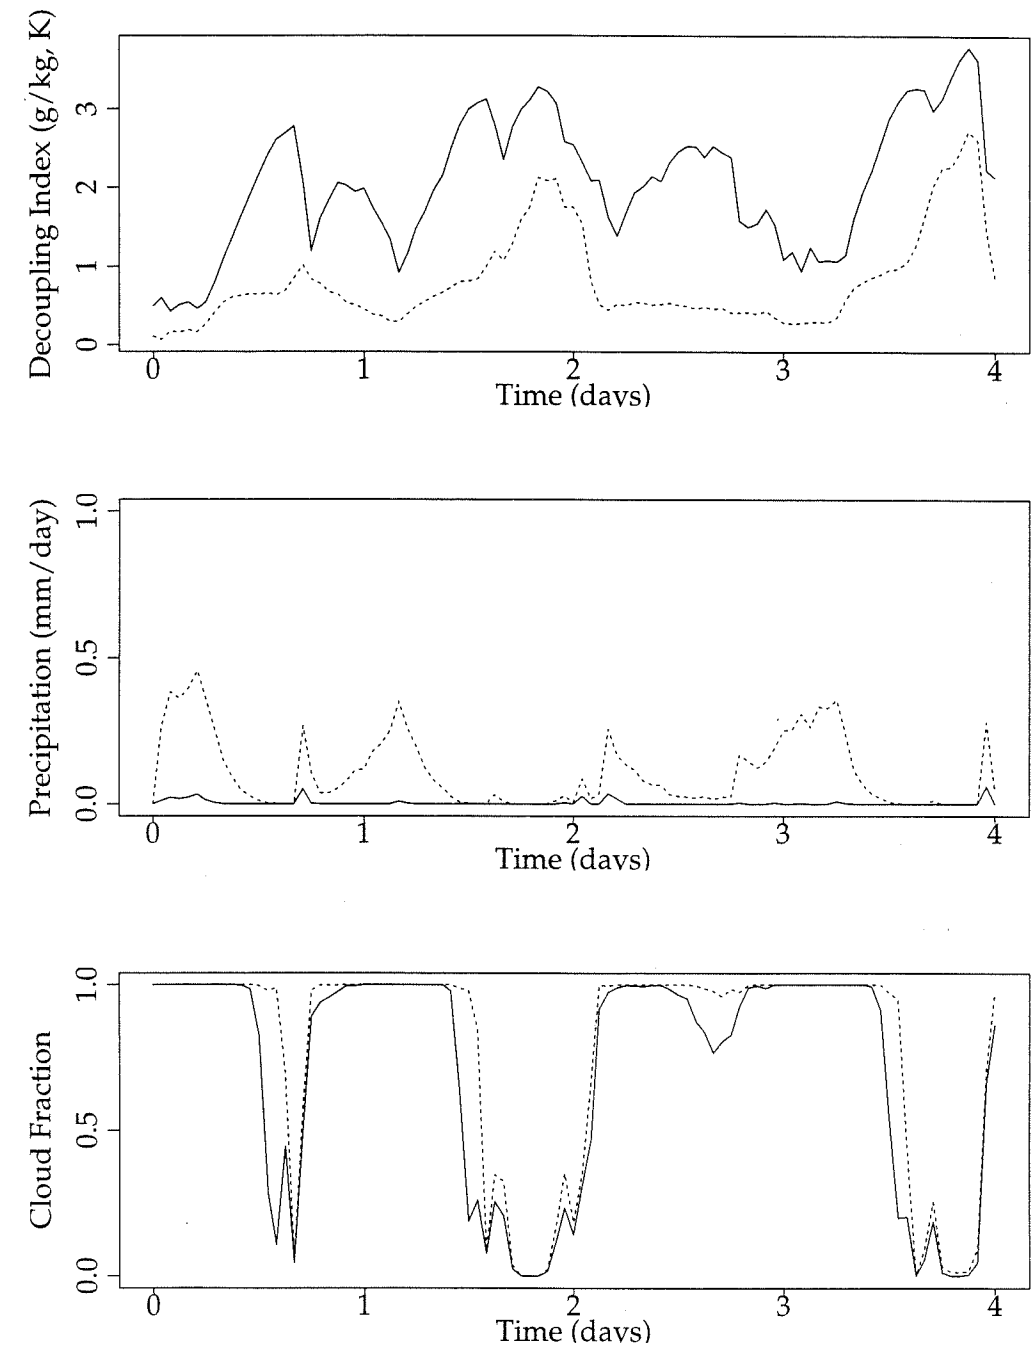 Decoupling Index (g/kg, K)
3
2
1
0
0 1 2 3 4
Time (days)
Precipitation (mm/day)
1.0
0.5
0.0
0 1 2 3 4
Time (days)
Cloud Fraction
1.0
0.5
0.0
0 1 2 3 4
Time (days)